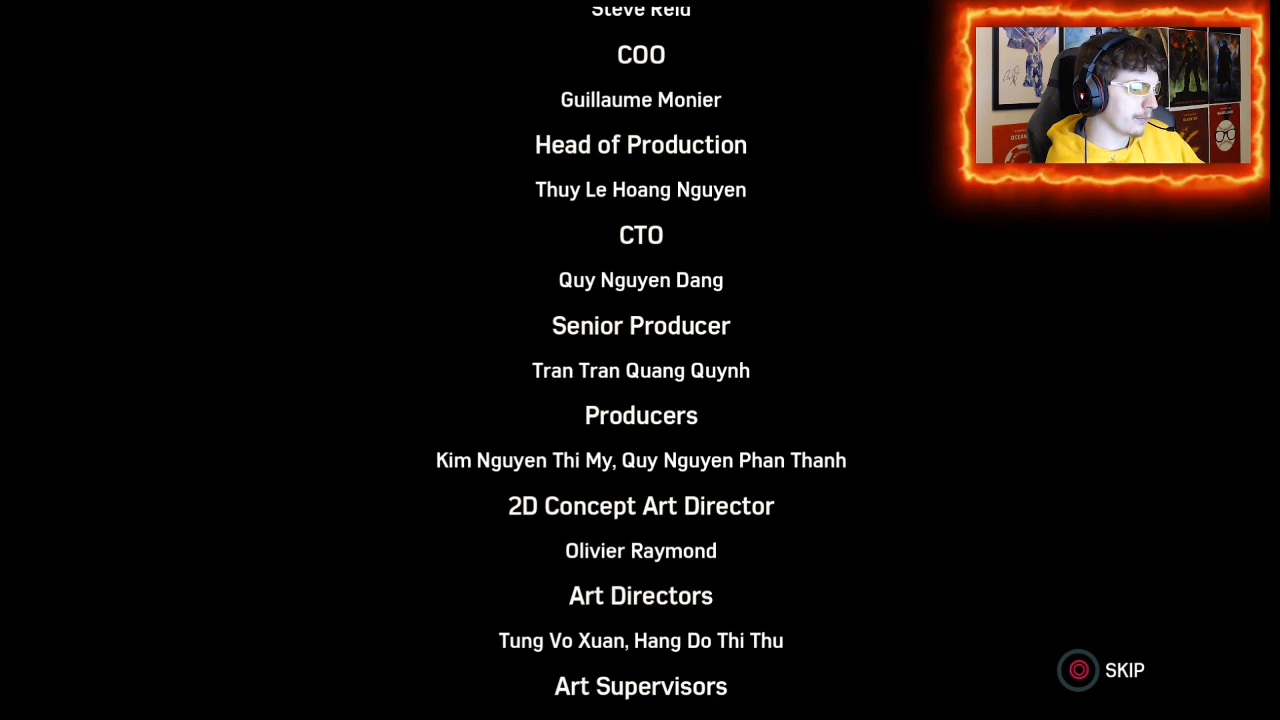 Steve Reid
COO
Guillaume Monier
Head of Production
Thuy Le Hoang Nguyen
CTO
Quy Nguyen Dang
Senior Producer
Tran Tran Quang Quynh
Producers
Kim Nguyen Thi My, Quy Nguyen Phan Thanh
2D Concept Art Director
Olivier Raymond
Art Directors
Tung Vo Xuan, Hang Do Thi Thu
Art Supervisors
SKIP